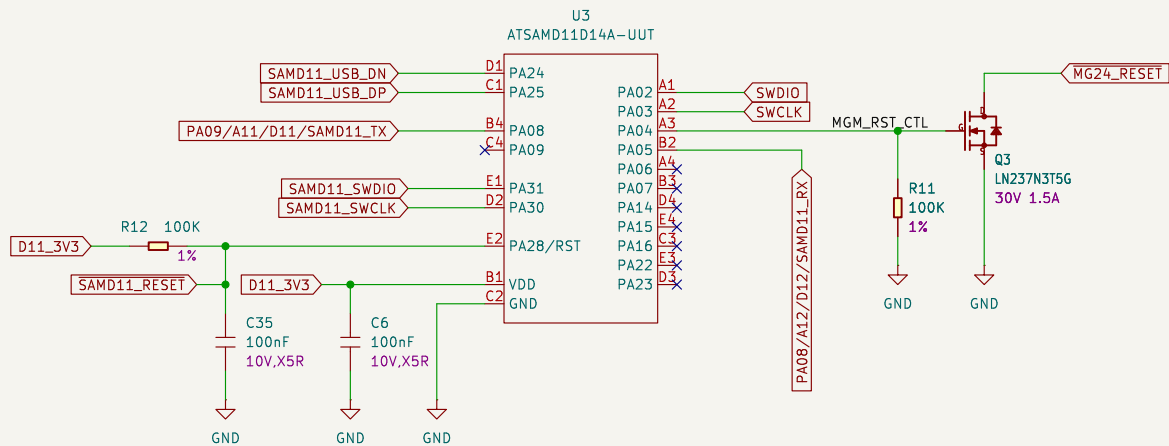 U3
ATSAMD11D14A-UUT
SAMD11_USB_DN
D1
PA24
SAMD11_USB_DP
C1
PA25
PA02
A1
SWDIO
PA03
A2
SWCLK
PA09/A11/D11/SAMD11_TX
B4
PA08
PA04
A3
MGM_RST_CTL
C4
PA09
PA05
B2
PA06
A4
SAMD11_SWDIO
E1
PA31
PA07
B3
SAMD11_SWCLK
D2
PA30
PA14
D4
PA15
E4
R12 100K
D11_3V3
1%
E2
PA28/RST
PA16
C3
PA22
E3
SAMD11_RESET
D11_3V3
B1
VDD
PA23
D3
C2
GND
C35
100nF
10V,X5R
C6
100nF
10V,X5R
GND
GND
GND
PA08/A12/D12/SAMD11_RX
MG24_RESET
D
G
S
Q3
LN237N3T5G
30V 1.5A
R11
100K
1%
GND
GND